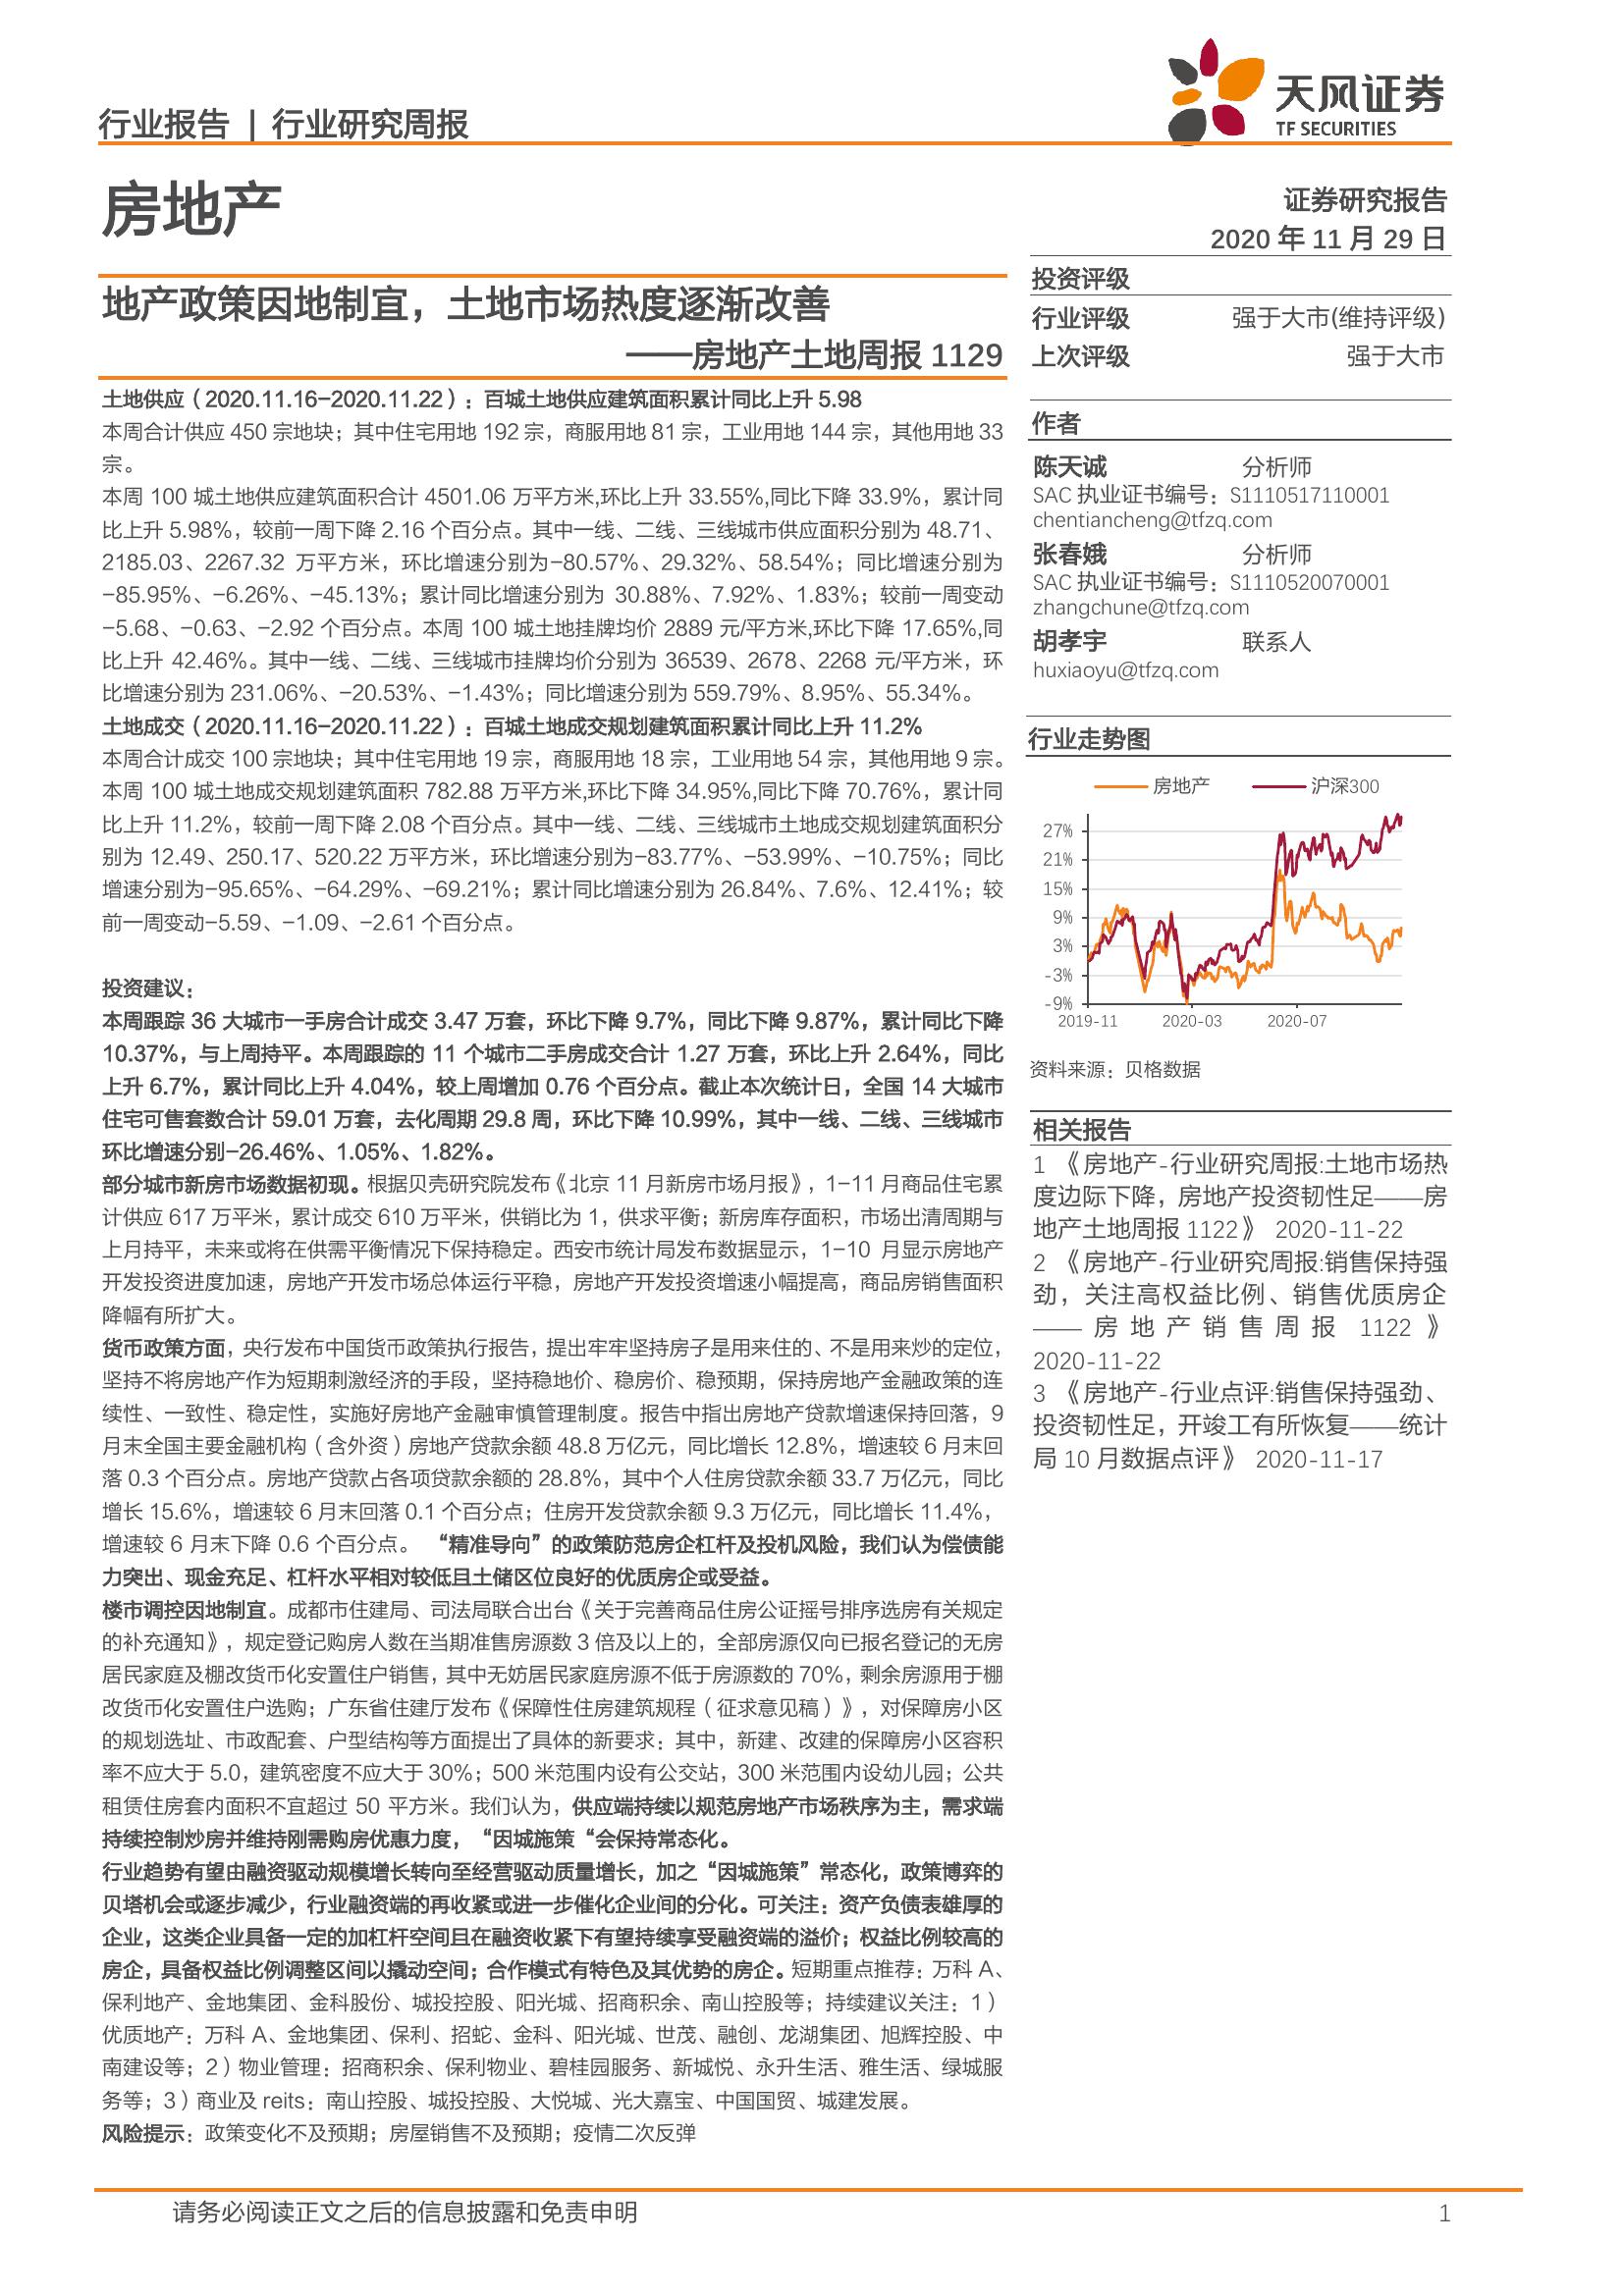 行业报告 | 行业研究周报
天风证券
TF SECURITIES
房地产
证券研究报告
2020 年 11 月 29 日
地产政策因地制宜，土地市场热度逐渐改善
——房地产土地周报 1129
土地供应（2020.11.16-2020.11.22）：百城土地供应建筑面积累计同比上升 5.98
本周合计供应 450 宗地块；其中住宅用地 192 宗，商服用地 81 宗，工业用地 144 宗，其他用地 33
宗。
本周 100 城土地供应建筑面积合计 4501.06 万平方米,环比上升 33.55%,同比下降 33.9%，累计同
比上升 5.98%，较前一周下降 2.16 个百分点。其中一线、二线、三线城市供应面积分别为 48.71、
2185.03、2267.32 万平方米，环比增速分别为-80.57%、29.32%、58.54%；同比增速分别为
-85.95%、-6.26%、-45.13%；累计同比增速分别为 30.88%、7.92%、1.83%；较前一周变动
-5.68、-0.63、-2.92 个百分点。本周 100 城土地挂牌均价 2889 元/平方米,环比下降 17.65%,同
比上升 42.46%。其中一线、二线、三线城市挂牌均价分别为 36539、2678、2268 元/平方米，环
比增速分别为 231.06%、-20.53%、-1.43%；同比增速分别为 559.79%、8.95%、55.34%。
土地成交（2020.11.16-2020.11.22）：百城土地成交规划建筑面积累计同比上升 11.2%
本周合计成交 100 宗地块；其中住宅用地 19 宗，商服用地 18 宗，工业用地 54 宗，其他用地 9 宗。
本周 100 城土地成交规划建筑面积 782.88 万平方米,环比下降 34.95%,同比下降 70.76%，累计同
比上升 11.2%，较前一周下降 2.08 个百分点。其中一线、二线、三线城市土地成交规划建筑面积分
别为 12.49、250.17、520.22 万平方米，环比增速分别为-83.77%、-53.99%、-10.75%；同比
增速分别为-95.65%、-64.29%、-69.21%；累计同比增速分别为 26.84%、7.6%、12.41%；较
前一周变动-5.59、-1.09、-2.61 个百分点。
投资建议：
本周跟踪 36 大城市一手房合计成交 3.47 万套，环比下降 9.7%，同比下降 9.87%，累计同比下降
10.37%，与上周持平。本周跟踪的 11 个城市二手房成交合计 1.27 万套，环比上升 2.64%，同比
上升 6.7%，累计同比上升 4.04%，较上周增加 0.76 个百分点。截止本次统计日，全国 14 大城市
住宅可售套数合计 59.01 万套，去化周期 29.8 周，环比下降 10.99%，其中一线、二线、三线城市
环比增速分别-26.46%、1.05%、1.82%。
部分城市新房市场数据初现。根据贝壳研究院发布《北京 11 月新房市场月报》，1-11 月商品住宅累
计供应 617 万平米，累计成交 610 万平米，供销比为 1，供求平衡；新房库存面积，市场出清周期与
上月持平，未来或将在供需平衡情况下保持稳定。西安市统计局发布数据显示，1-10 月显示房地产
开发投资进度加速，房地产开发市场总体运行平稳，房地产开发投资增速小幅提高，商品房销售面积
降幅有所扩大。
货币政策方面，央行发布中国货币政策执行报告，提出牢牢坚持房子是用来住的、不是用来炒的定位，
坚持不将房地产作为短期刺激经济的手段，坚持稳地价、稳房价、稳预期，保持房地产金融政策的连
续性、一致性、稳定性，实施好房地产金融审慎管理制度。报告中指出房地产贷款增速保持回落，9
月末全国主要金融机构（含外资）房地产贷款余额 48.8 万亿元，同比增长 12.8%，增速较 6 月末回
落 0.3 个百分点。房地产贷款占各项贷款余额的 28.8%，其中个人住房贷款余额 33.7 万亿元，同比
增长 15.6%，增速较 6 月末回落 0.1 个百分点；住房开发贷款余额 9.3 万亿元，同比增长 11.4%，
增速较 6 月末下降 0.6 个百分点。 “精准导向”的政策防范房企杠杆及投机风险，我们认为偿债能
力突出、现金充足、杠杆水平相对较低且土储区位良好的优质房企或受益。
楼市调控因地制宜。成都市住建局、司法局联合出台《关于完善商品住房公证摇号排序选房有关规定
的补充通知》，规定登记购房人数在当期准售房源数 3 倍及以上的，全部房源仅向已报名登记的无房
居民家庭及棚改货币化安置住户销售，其中无妨居民家庭房源不低于房源数的 70%，剩余房源用于棚
改货币化安置住户选购；广东省住建厅发布《保障性住房建筑规程（征求意见稿）》，对保障房小区
的规划选址、市政配套、户型结构等方面提出了具体的新要求：其中，新建、改建的保障房小区容积
率不应大于 5.0，建筑密度不应大于 30%；500 米范围内设有公交站，300 米范围内设幼儿园；公共
租赁住房套内面积不宜超过 50 平方米。我们认为，供应端持续以规范房地产市场秩序为主，需求端
持续控制炒房并维持刚需购房优惠力度，“因城施策“会保持常态化。
行业趋势有望由融资驱动规模增长转向至经营驱动质量增长，加之“因城施策”常态化，政策博弈的
贝塔机会或逐步减少，行业融资端的再收紧或进一步催化企业间的分化。可关注：资产负债表雄厚的
企业，这类企业具备一定的加杠杆空间且在融资收紧下有望持续享受融资端的溢价；权益比例较高的
房企，具备权益比例调整区间以撬动空间；合作模式有特色及其优势的房企。短期重点推荐：万科 A、
保利地产、金地集团、金科股份、城投控股、阳光城、招商积余、南山控股等；持续建议关注：1）
优质地产：万科 A、金地集团、保利、招蛇、金科、阳光城、世茂、融创、龙湖集团、旭辉控股、中
南建设等；2）物业管理：招商积余、保利物业、碧桂园服务、新城悦、永升生活、雅生活、绿城服
务等；3）商业及 reits：南山控股、城投控股、大悦城、光大嘉宝、中国国贸、城建发展。
风险提示：政策变化不及预期；房屋销售不及预期；疫情二次反弹
投资评级
行业评级 强于大市(维持评级)
上次评级 强于大市
作者
陈天诚 分析师
SAC 执业证书编号：S1110517110001
chentiancheng@tfzq.com
张春娥 分析师
SAC 执业证书编号：S1110520070001
zhangchune@tfzq.com
胡孝宇 联系人
huxiaoyu@tfzq.com
行业走势图
房地产 沪深300
27%
21%
15%
9%
3%
-3%
-9%
2019-11 2020-03 2020-07
资料来源：贝格数据
相关报告
1 《房地产-行业研究周报:土地市场热
度边际下降，房地产投资韧性足——房
地产土地周报 1122》 2020-11-22
2 《房地产-行业研究周报:销售保持强
劲，关注高权益比例、销售优质房企
——房地产销售周报 1122》
2020-11-22
3 《房地产-行业点评:销售保持强劲、
投资韧性足，开竣工有所恢复——统计
局 10 月数据点评》 2020-11-17
请务必阅读正文之后的信息披露和免责申明 1